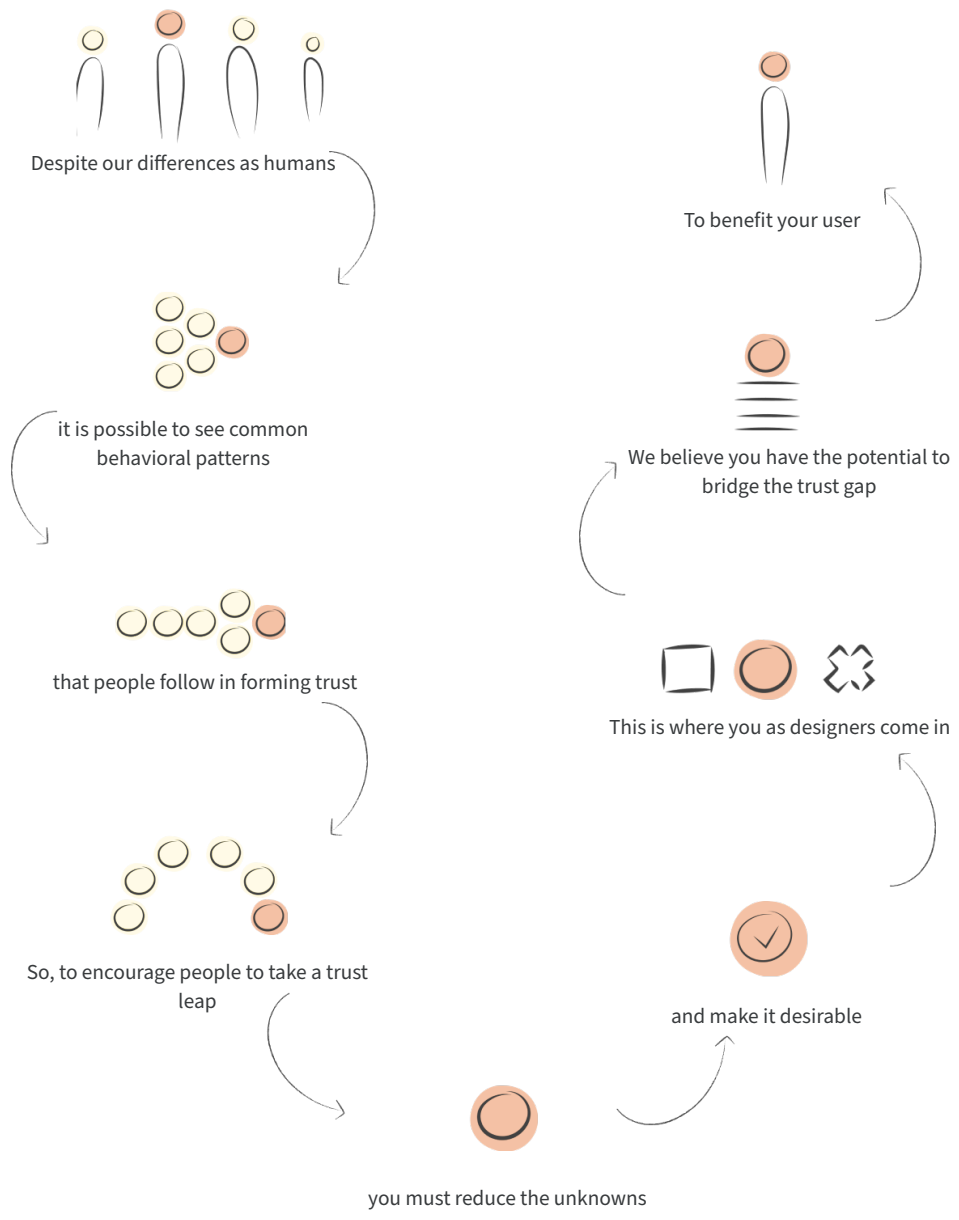 Despite our differences as humans
it is possible to see common
behavioral patterns
that people follow in forming trust
So, to encourage people to take a trust
leap
you must reduce the unknowns
and make it desirable
This is where you as designers come in
We believe you have the potential to
bridge the trust gap
To benefit your user